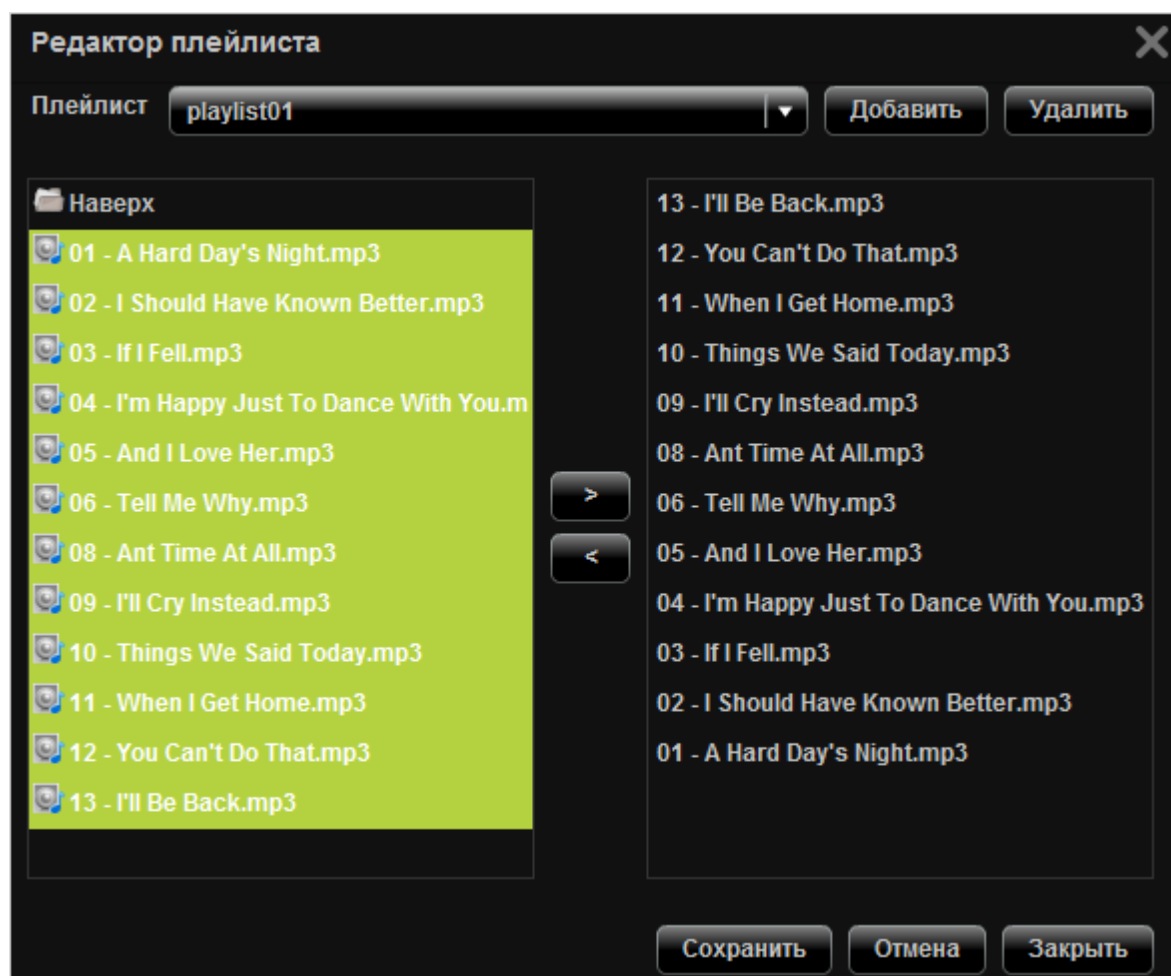 Редактор плейлиста
Плейлист playlist01 Добавить Удалить
Наверх
01 - A Hard Day's Night.mp3
02 - I Should Have Known Better.mp3
03 - If I Fell.mp3
04 - I'm Happy Just To Dance With You.m
05 - And I Love Her.mp3
06 - Tell Me Why.mp3
08 - Ant Time At All.mp3
09 - I'll Cry Instead.mp3
10 - Things We Said Today.mp3
11 - When I Get Home.mp3
12 - You Can't Do That.mp3
13 - I'll Be Back.mp3
>
<
13 - I'll Be Back.mp3
12 - You Can't Do That.mp3
11 - When I Get Home.mp3
10 - Things We Said Today.mp3
09 - I'll Cry Instead.mp3
08 - Ant Time At All.mp3
06 - Tell Me Why.mp3
05 - And I Love Her.mp3
04 - I'm Happy Just To Dance With You.mp3
03 - If I Fell.mp3
02 - I Should Have Known Better.mp3
01 - A Hard Day's Night.mp3
Сохранить Отмена Закрыть